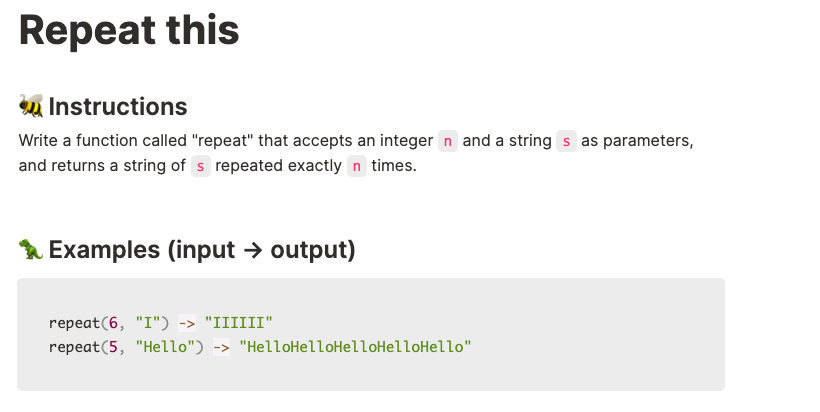 Repeat this
🐝 Instructions
Write a function called "repeat" that accepts an integer n and a string s as parameters,
and returns a string of s repeated exactly n times.
🦖 Examples (input → output)
repeat(6, "I") -> "IIIIII"
repeat(5, "Hello") -> "HelloHelloHelloHelloHello"